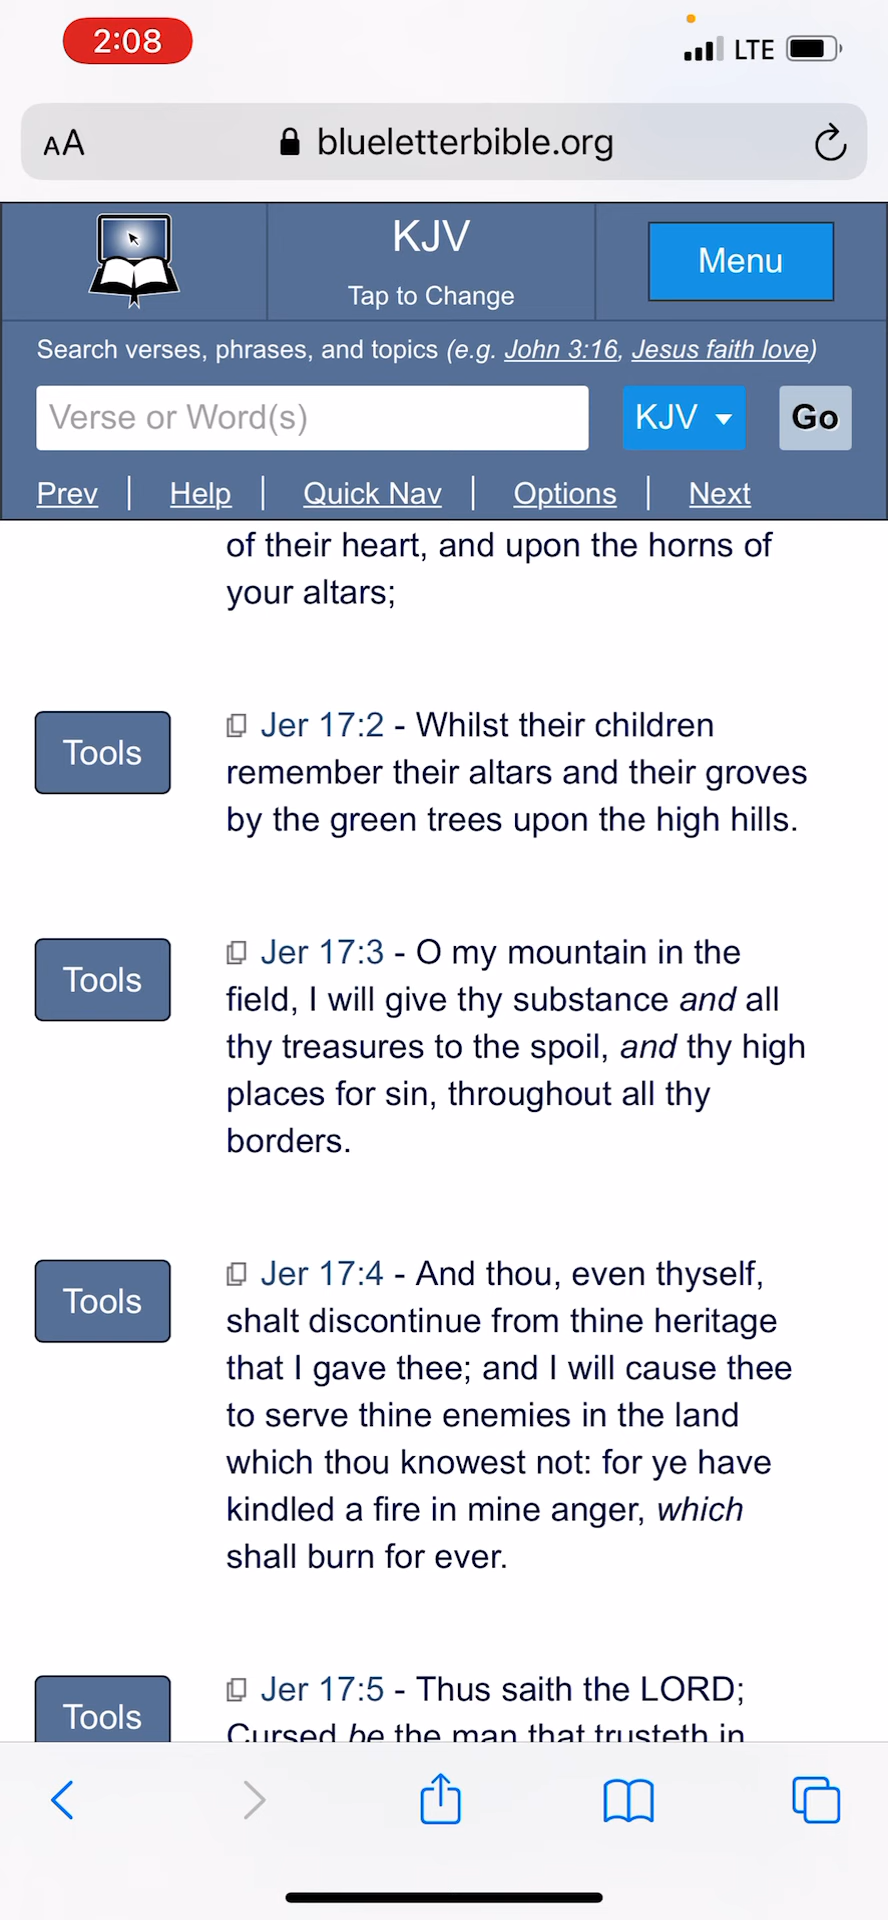 2:08
LTE
AA
blueletterbible.org
KJV
Tap to Change
Menu
Search verses, phrases, and topics (e.g. John 3:16, Jesus faith love)
Verse or Word(s)
KJV
Go
Prev | Help | Quick Nav | Options | Next
of their heart, and upon the horns of
your altars;
Tools
Jer 17:2 - Whilst their children
remember their altars and their groves
by the green trees upon the high hills.
Tools
Jer 17:3 - O my mountain in the
field, I will give thy substance and all
thy treasures to the spoil, and thy high
places for sin, throughout all thy
borders.
Tools
Jer 17:4 - And thou, even thyself,
shalt discontinue from thine heritage
that I gave thee; and I will cause thee
to serve thine enemies in the land
which thou knowest not: for ye have
kindled a fire in mine anger, which
shall burn for ever.
Tools
Jer 17:5 - Thus saith the LORD;
Cursed be the man that trusteth in